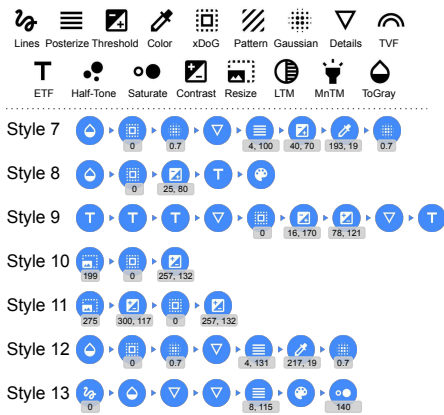 Lines Posterize Threshold Color xDoG Pattern Gaussian Details TVF
T
ETF Half-Tone Saturate Contrast Resize LTM MnTM ToGray
Style 7
0 0.7 4, 100 40, 70 193, 19 0.7
Style 8 T
0 25, 80
Style 9 T T T T
0 16, 170 78, 121
Style 10
199 0 257, 132
Style 11
275 300, 117 0 257, 132
Style 12
0 0.7 4, 131 217, 19 0.7
Style 13
0 8, 115 140